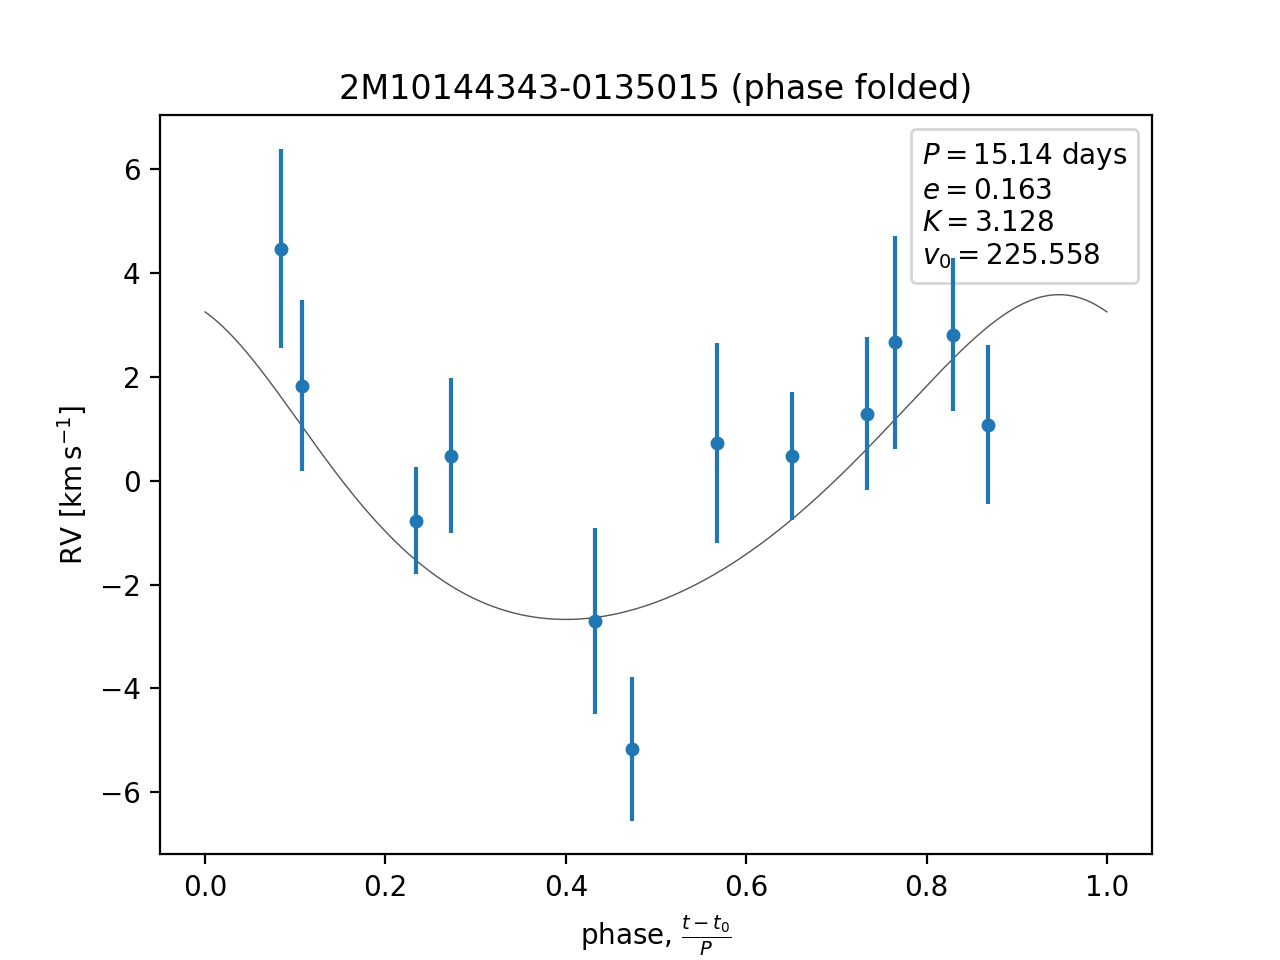 2M10144343-0135015 (phase folded)
P = 15.14 days
e = 0.163
K = 3.128
v₀ = 225.558
RV [km s⁻¹]
6
4
2
0
−2
−4
−6
0.0 0.2 0.4 0.6 0.8 1.0
phase, (t − t₀)/P